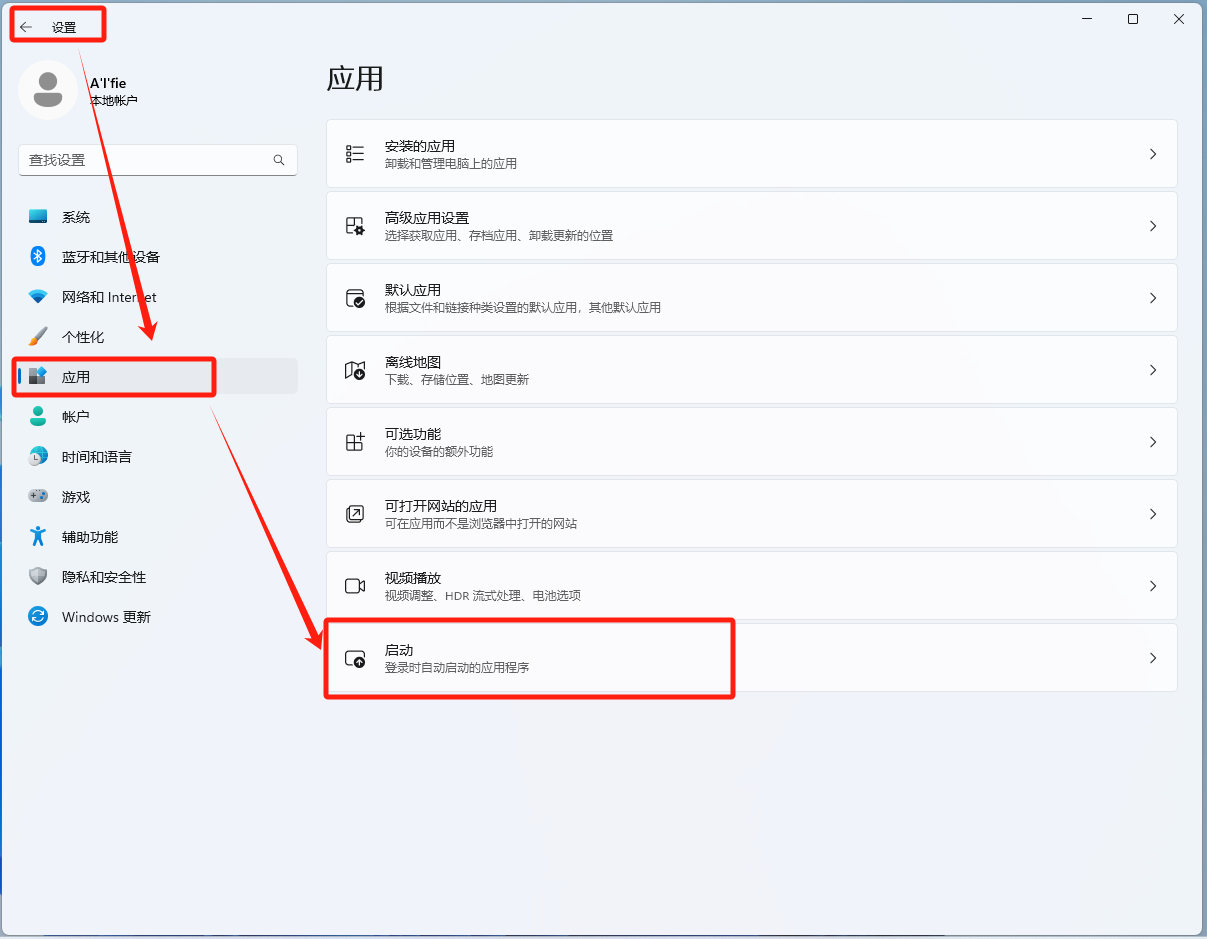 设置
A'l'fie
本地帐户
查找设置
系统
蓝牙和其他设备
网络和 Internet
个性化
应用
帐户
时间和语言
游戏
辅助功能
隐私和安全性
Windows 更新
应用
安装的应用
卸载和管理电脑上的应用
高级应用设置
选择获取应用、存档应用、卸载更新的位置
默认应用
根据文件和链接种类设置的默认应用，其他默认应用
离线地图
下载、存储位置、地图更新
可选功能
你的设备的额外功能
可打开网站的应用
可在应用而不是浏览器中打开的网站
视频播放
视频调整、HDR 流式处理、电池选项
启动
登录时自动启动的应用程序